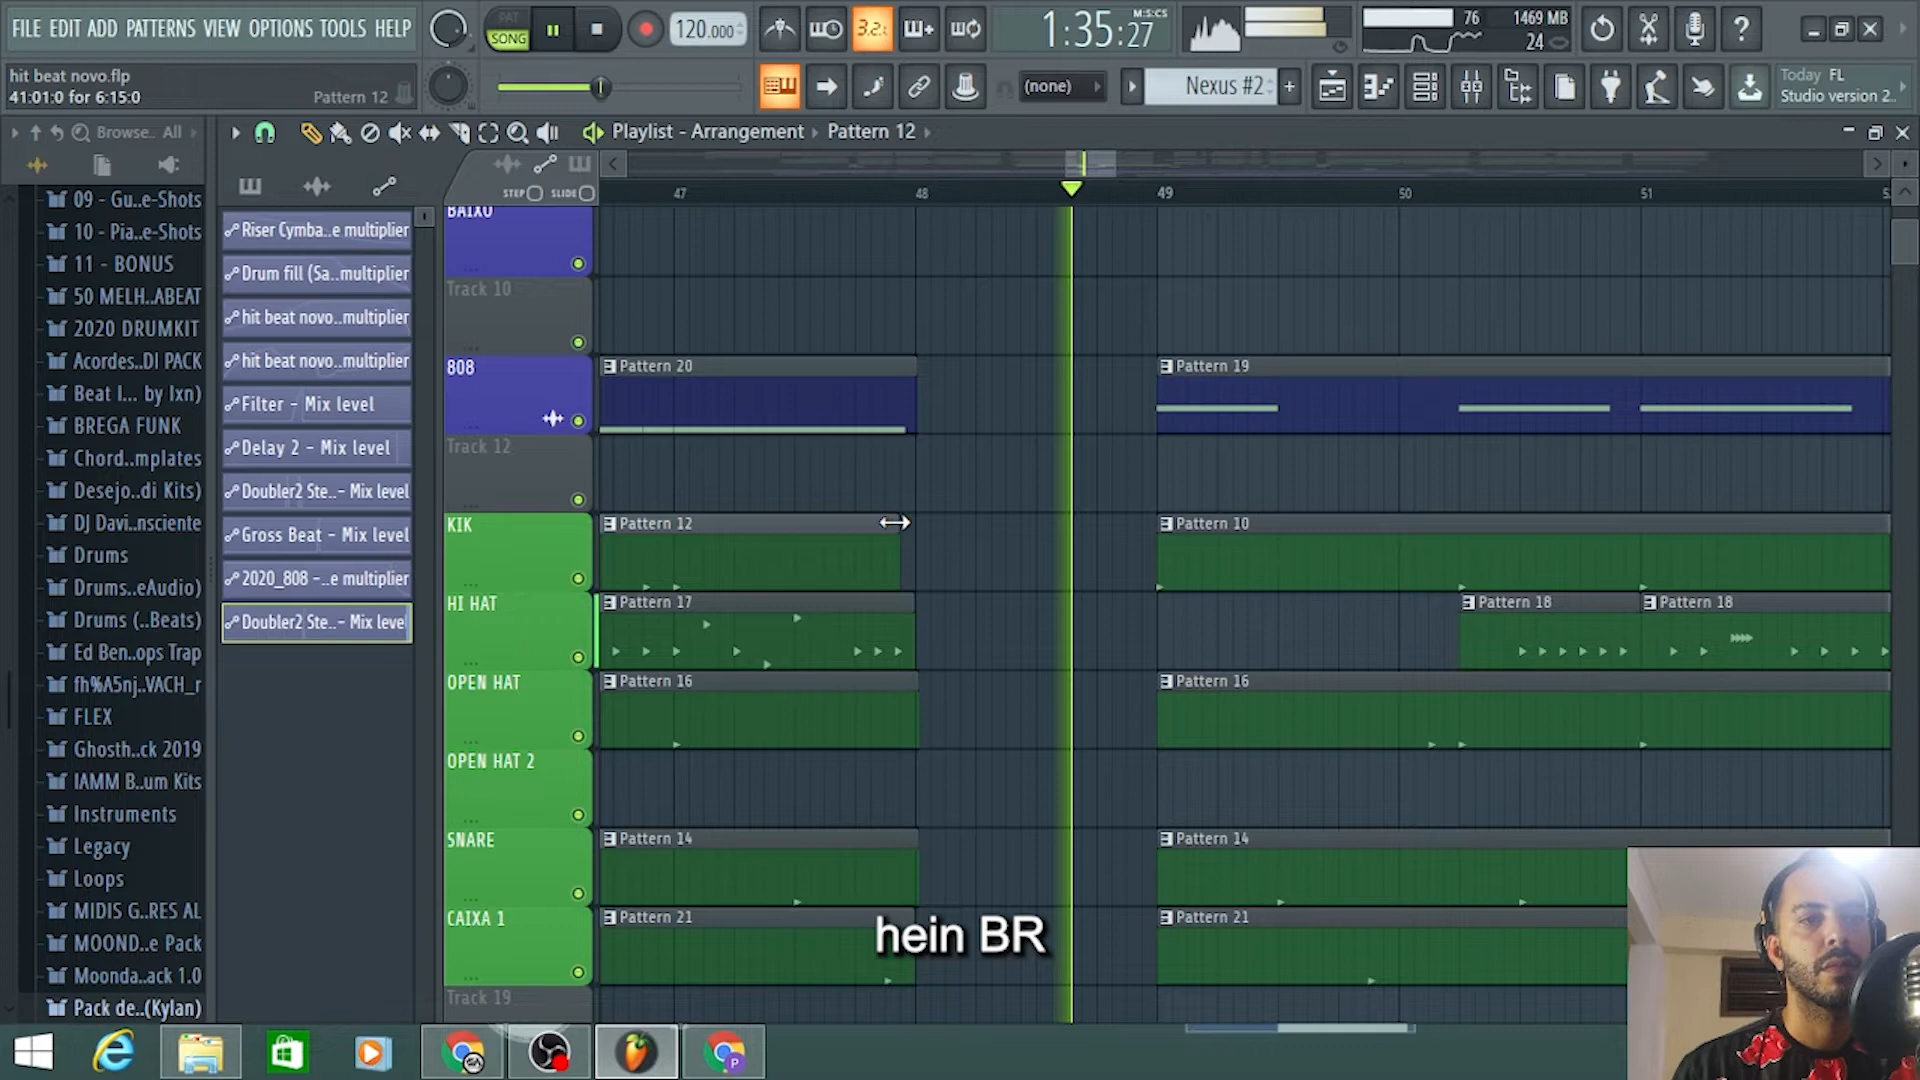 FILE EDIT ADD PATTERNS VIEW OPTIONS TOOLS HELP
PAT
SONG
120.000
3.2.
1:35:27
M:S:CS
76
1469 MB
24
hit beat novo.flp
41:01:0 for 6:15:0
Pattern 12
(none)
Nexus #2
Today FL
Studio version 2..
Browse.. All
Playlist - Arrangement
Pattern 12
STEP
SLIDE
47
48
49
50
51
09 - Gu..e-Shots
10 - Pia..e-Shots
11 - BONUS
50 MELH..ABEAT
2020 DRUMKIT
Acordes..DI PACK
Beat I... by Ixn)
BREGA FUNK
Chord..mplates
Desejo..di Kits)
DJ Davi..nsciente
Drums
Drums..eAudio)
Drums (..Beats)
Ed Ben..ops Trap
fh%A5nj..VACH_r
FLEX
Ghosth..ck 2019
IAMM B..um Kits
Instruments
Legacy
Loops
MIDIS G..RES AL
MOOND..e Pack
Moonda..ack 1.0
Pack de..(Kylan)
Riser Cymba..e multiplier
Drum fill (Sa..multiplier
hit beat novo..multiplier
hit beat novo..multiplier
Filter - Mix level
Delay 2 - Mix level
Doubler2 Ste..- Mix level
Gross Beat - Mix level
2020_808 -..e multiplier
Doubler2 Ste..- Mix level
BAIXO
Track 10
808
Pattern 20
Pattern 19
Track 12
KIK
Pattern 12
Pattern 10
HI HAT
Pattern 17
Pattern 18
Pattern 18
OPEN HAT
Pattern 16
Pattern 16
OPEN HAT 2
SNARE
Pattern 14
Pattern 14
CAIXA 1
Pattern 21
Pattern 21
Track 19
hein BR